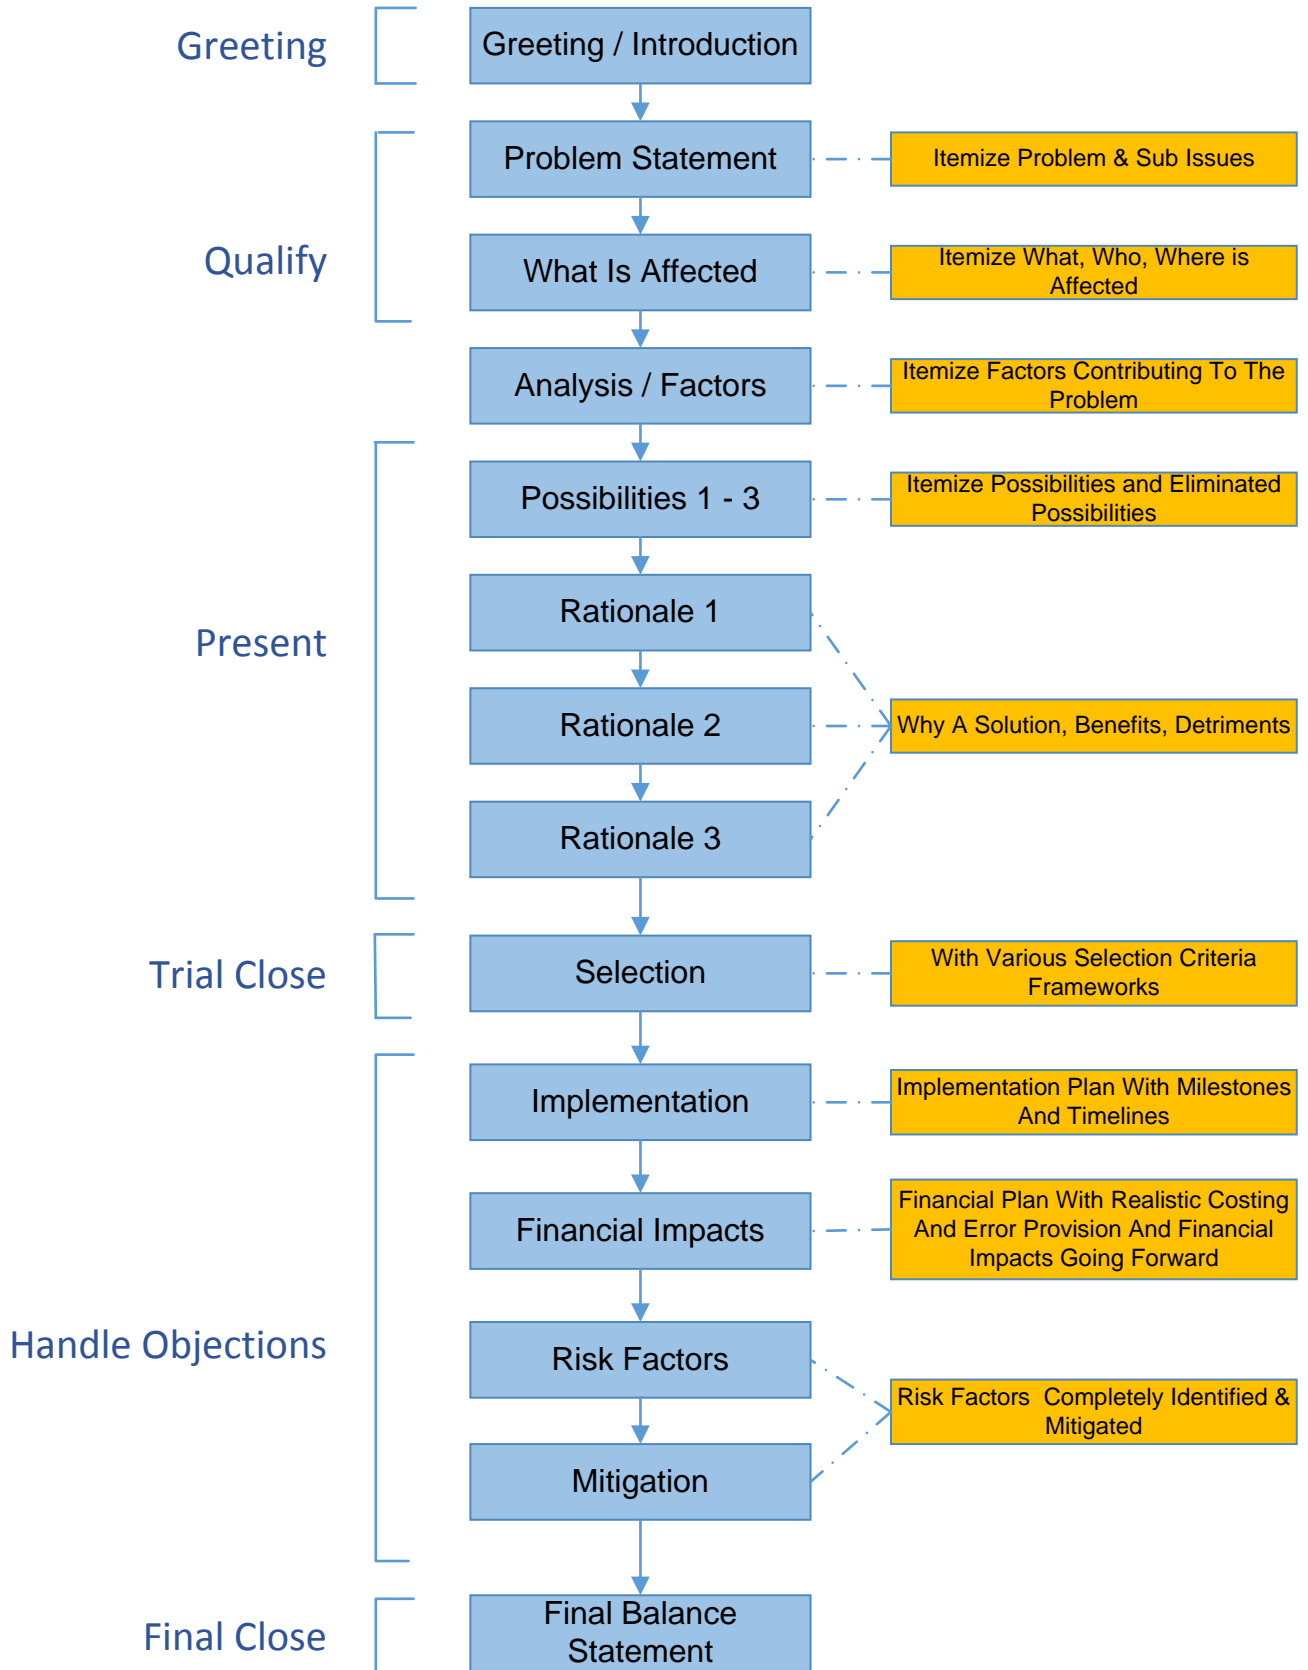 Greeting
Greeting / Introduction
Problem Statement
Itemize Problem & Sub Issues
Qualify
What Is Affected
Itemize What, Who, Where is
Affected
Analysis / Factors
Itemize Factors Contributing To The
Problem
Possibilities 1 - 3
Itemize Possibilities and Eliminated
Possibilities
Present
Rationale 1
Rationale 2
Why A Solution, Benefits, Detriments
Rationale 3
Trial Close
Selection
With Various Selection Criteria
Frameworks
Implementation
Implementation Plan With Milestones
And Timelines
Financial Impacts
Financial Plan With Realistic Costing
And Error Provision And Financial
Impacts Going Forward
Handle Objections
Risk Factors
Risk Factors  Completely Identified &
Mitigated
Mitigation
Final Close
Final Balance
Statement